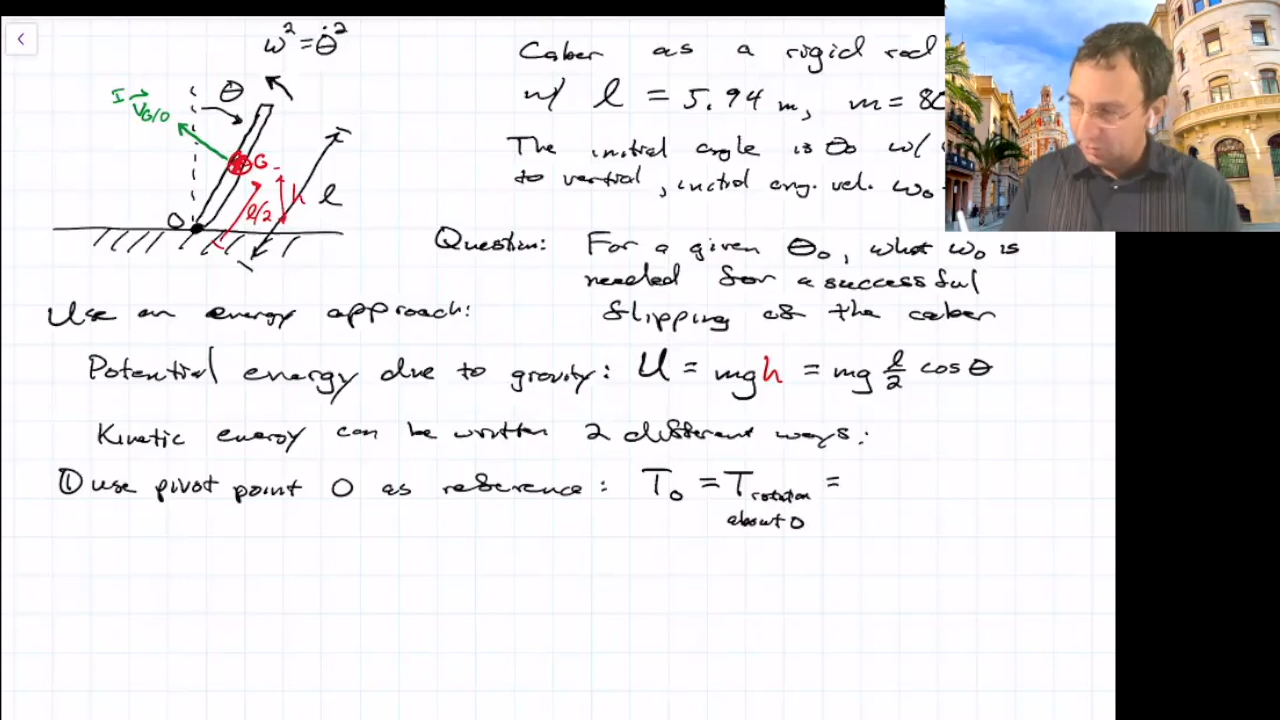 ω² = θ̇²
θ
I v⃗ G/O
G
h
l/2
l
O
Caber as a rigid rod
w/ l = 5.94 m, m = 80
The initial angle is θ₀ w/
to vertical, initial ang. vel. ω₀
Question: For a given θ₀, what ω₀ is
needed for a successful
flipping of the caber
Use an energy approach:
Potential energy due to gravity: U = mgh = mg l/2 cos θ
Kinetic energy can be written 2 different ways:
① use pivot point O as reference: T₀ = T rotation about O =